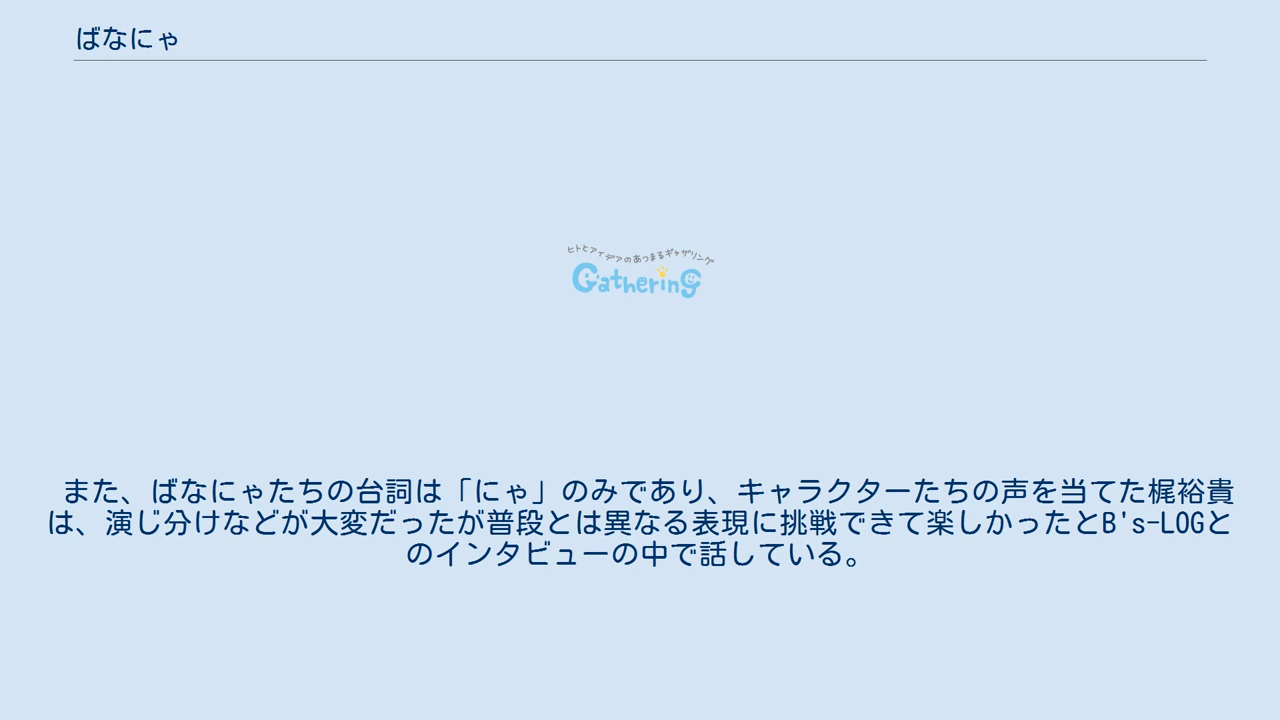 ばなにゃ
ヒトとアイデアのあつまるギャザリング
Gathering
また、ばなにゃたちの台詞は「にゃ」のみであり、キャラクターたちの声を当てた梶裕貴
は、演じ分けなどが大変だったが普段とは異なる表現に挑戦できて楽しかったとB's-LOGと
のインタビューの中で話している。